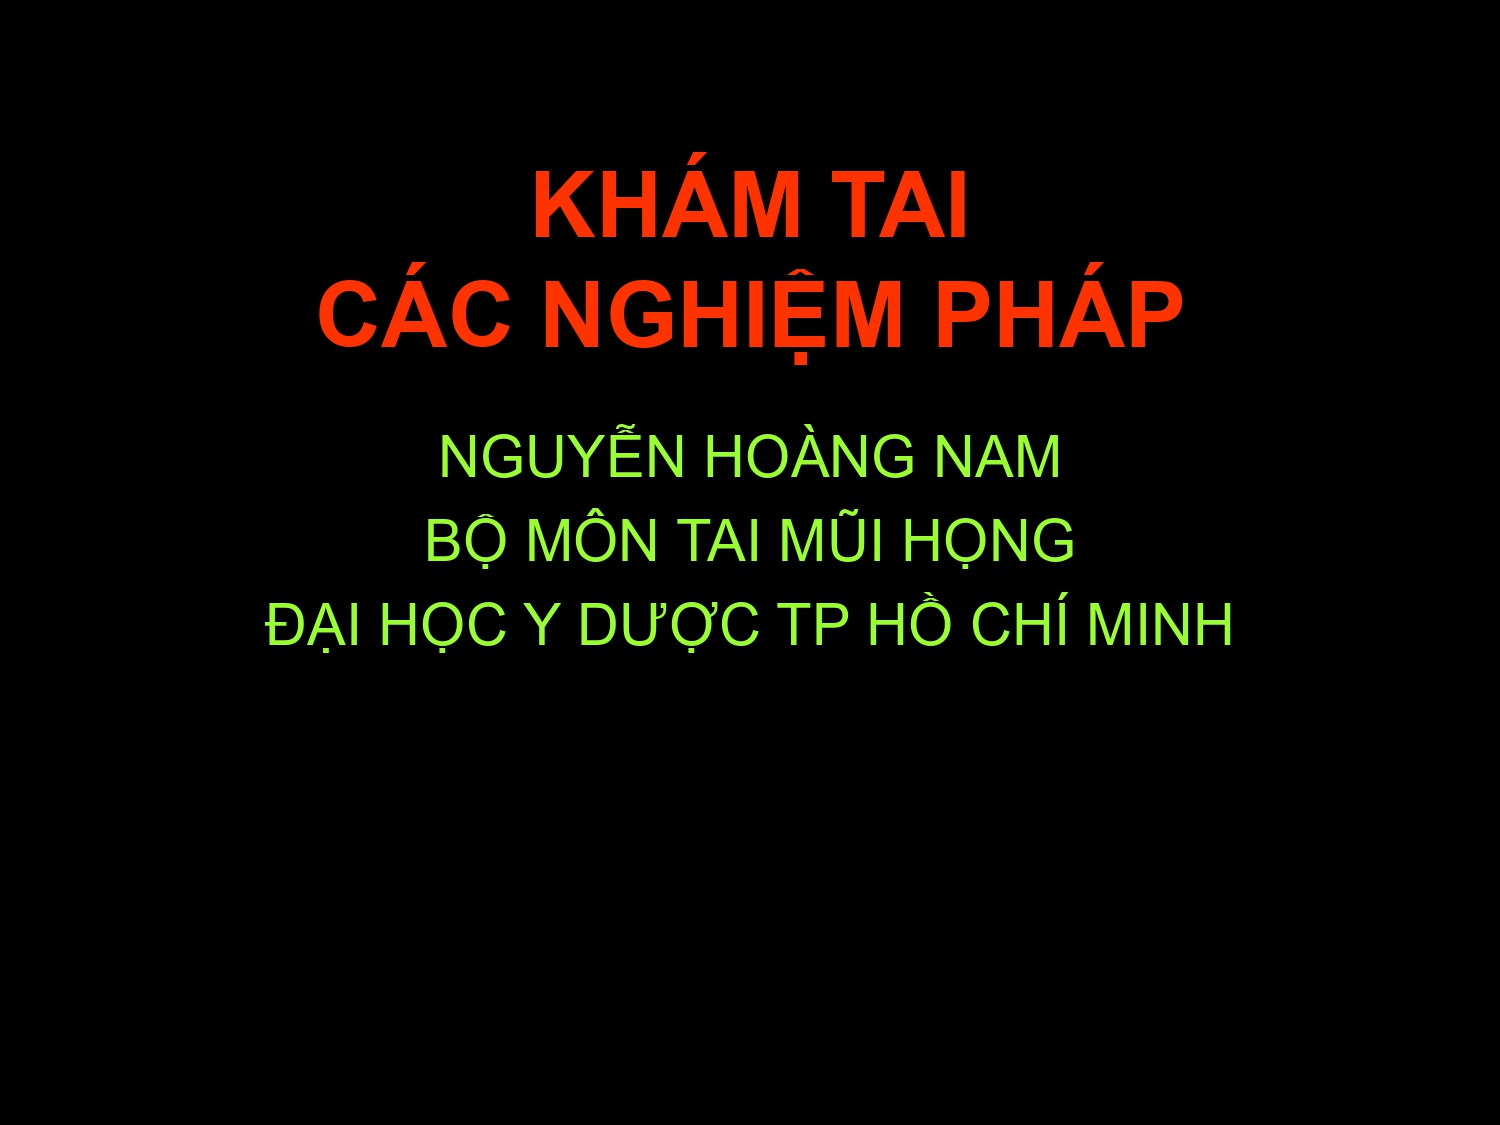 KHÁM TAI
CÁC NGHIỆM PHÁP
NGUYỄN HOÀNG NAM
BỘ MÔN TAI MŨI HỌNG
ĐẠI HỌC Y DƯỢC TP HỒ CHÍ MINH